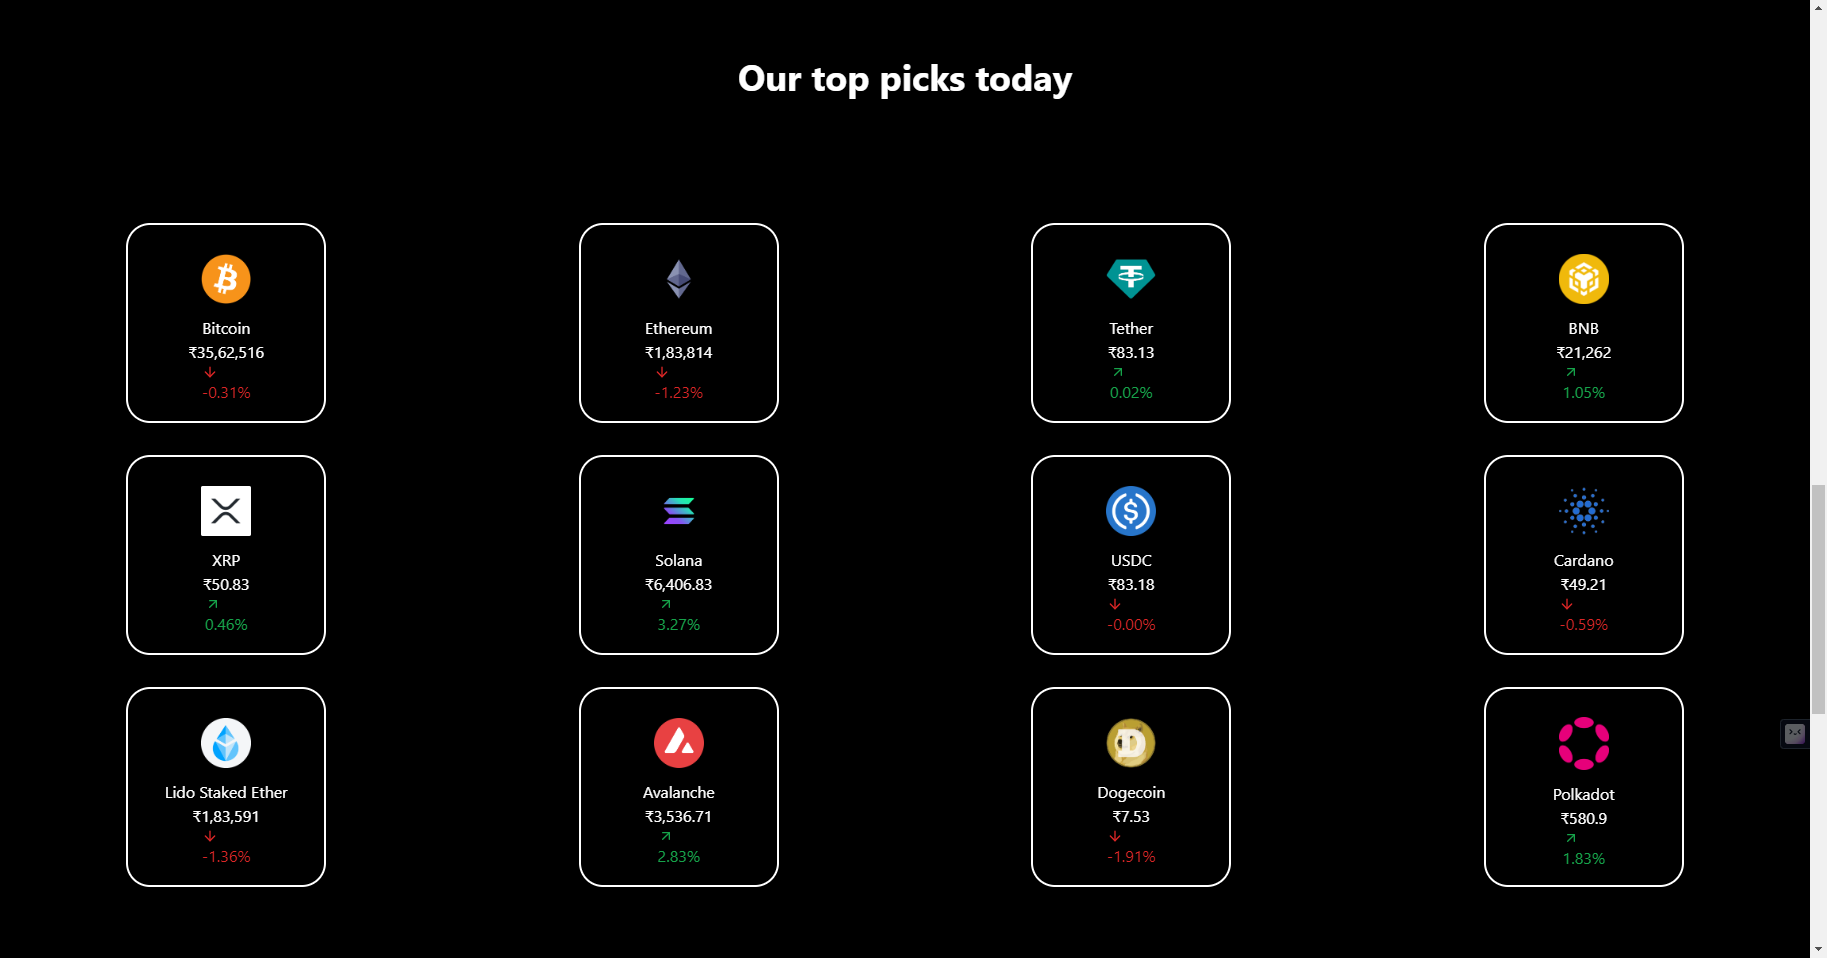 Our top picks today
Bitcoin
₹35,62,516
-0.31%
Ethereum
₹1,83,814
-1.23%
Tether
₹83.13
0.02%
BNB
₹21,262
1.05%
XRP
₹50.83
0.46%
Solana
₹6,406.83
3.27%
USDC
₹83.18
-0.00%
Cardano
₹49.21
-0.59%
Lido Staked Ether
₹1,83,591
-1.36%
Avalanche
₹3,536.71
2.83%
Dogecoin
₹7.53
-1.91%
Polkadot
₹580.9
1.83%